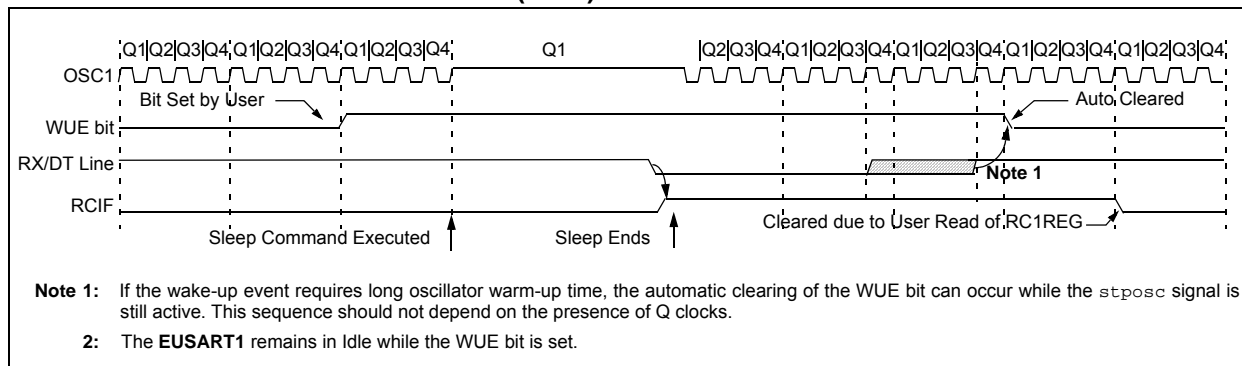 Q1|Q2|Q3|Q4|Q1|Q2|Q3|Q4|Q1|Q2|Q3|Q4 Q1 Q2|Q3|Q4|Q1|Q2|Q3|Q4|Q1|Q2|Q3|Q4|Q1|Q2|Q3|Q4|Q1|Q2|Q3|Q4
OSC1
Bit Set by User Auto Cleared
WUE bit
RX/DT Line
Note 1
RCIF
Cleared due to User Read of RC1REG
Sleep Command Executed Sleep Ends
Note 1: If the wake-up event requires long oscillator warm-up time, the automatic clearing of the WUE bit can occur while the stposc signal is
still active. This sequence should not depend on the presence of Q clocks.
2: The EUSART1 remains in Idle while the WUE bit is set.